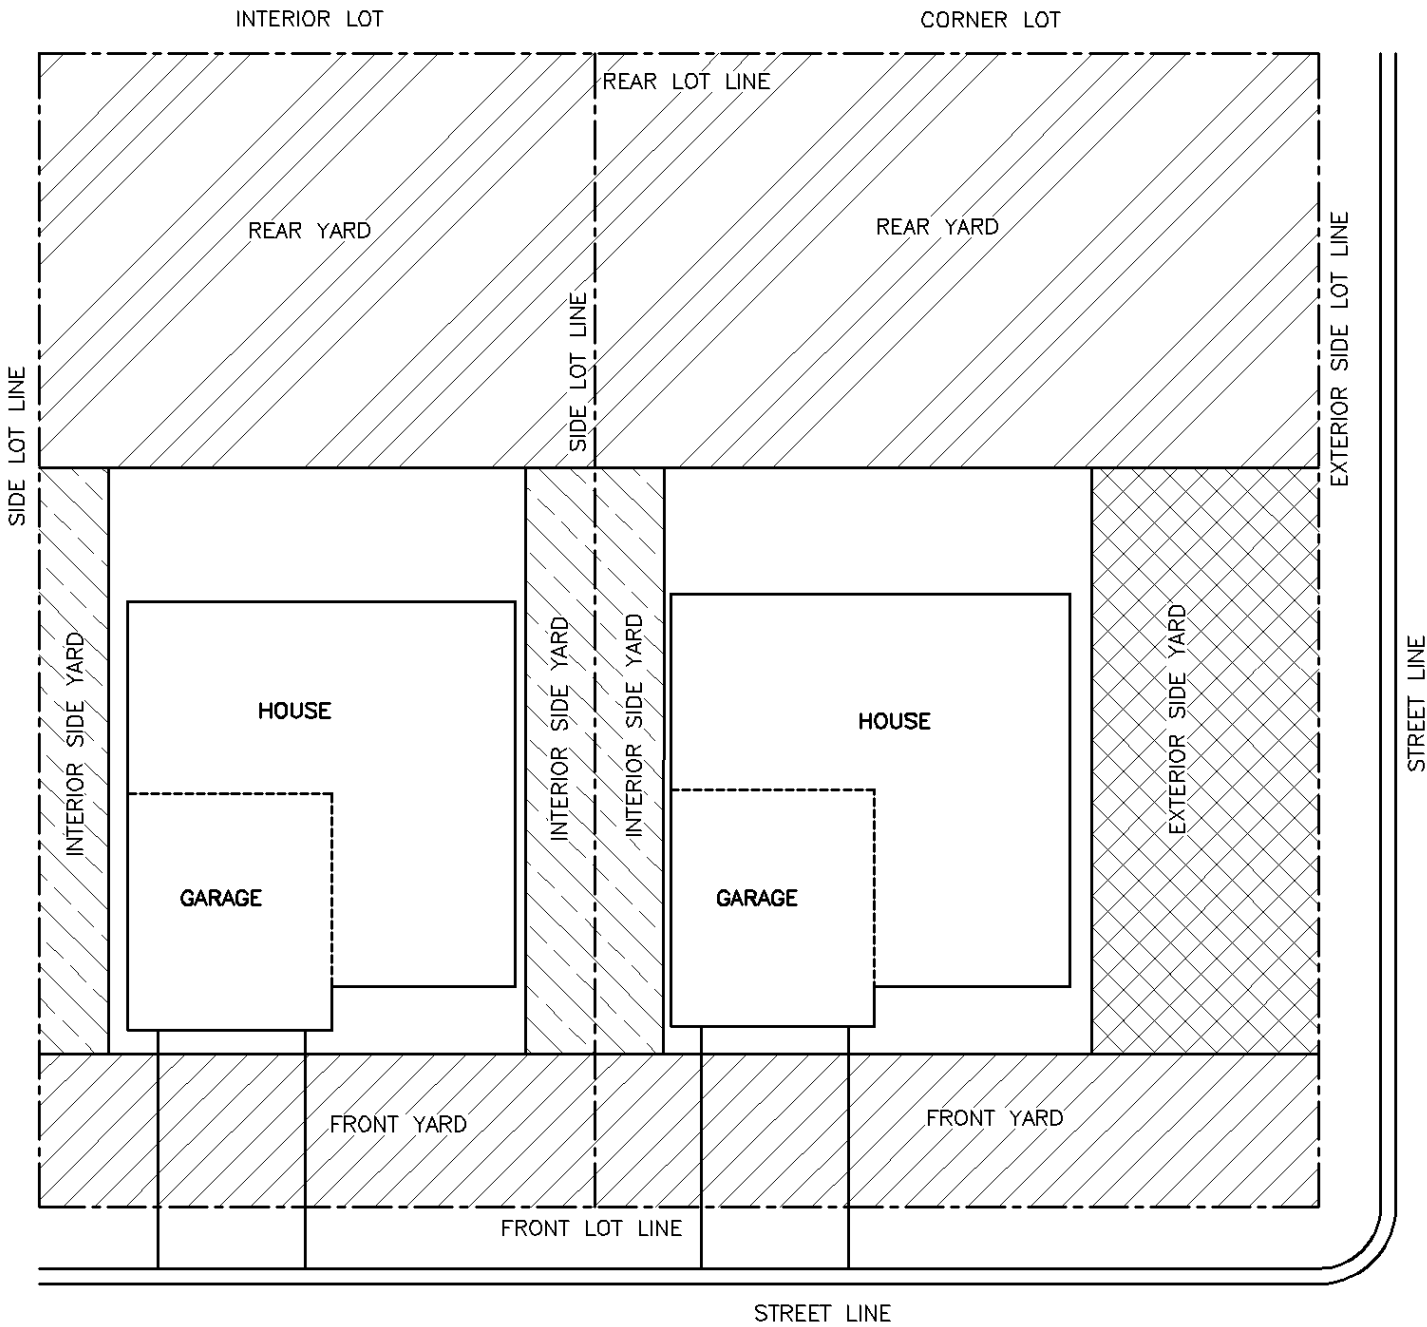 INTERIOR LOT
CORNER LOT
REAR LOT LINE
REAR YARD
REAR YARD
SIDE LOT LINE
SIDE LOT LINE
EXTERIOR SIDE LOT LINE
INTERIOR SIDE YARD
HOUSE
INTERIOR SIDE YARD
INTERIOR SIDE YARD
HOUSE
EXTERIOR SIDE YARD
STREET LINE
GARAGE
GARAGE
FRONT YARD
FRONT YARD
FRONT LOT LINE
STREET LINE